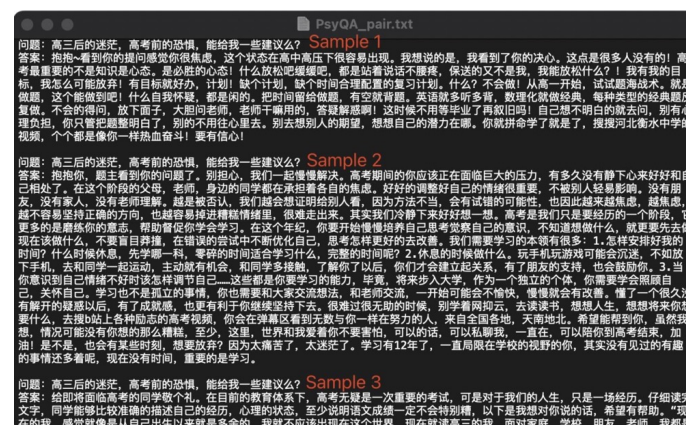 PsyQA_pair.txt
问题: 高三后的迷茫, 高考前的恐惧, 能给我一些建议么? Sample 1
答案: 抱抱~看到你的提问感觉你很焦虑, 这个状态在高中高压下很容易出现。我想说的是, 我看到了你的决心。这点是很多人没有的! 高
考最重要的不是知识是心态。是必胜的心态! 什么放松吧缓缓吧, 都是站着说话不腰疼, 保送的又不是我, 我能放松什么? ! 我有我的目
标, 我怎么可能放弃! 有目标就好办, 计划! 缺个计划, 缺个时间合理配置的复习计划。什么? 不会做! 从高一开始, 试试题海战术。就是
做题, 这个能做到吧! 什么自我怀疑, 都是闲的。把时间留给做题, 有空就背题。英语就多听多背, 数理化就做经典, 每种类型的经典题反
复做。不会的得问, 放下面子, 大胆问老师, 老师干嘛用的, 答疑解惑啊! 这时候不用等毕业了再叙旧吗! 自己想不明白的就去问, 别有心
理负担, 你只管把题整明白了, 别的不用往心里去。别去想别人的期望, 想想自己的潜力在哪。你就拼命学了就是了, 搜搜河北衡水中学的
视频, 个个都是像你一样热血奋斗! 要有信心!
问题: 高三后的迷茫, 高考前的恐惧, 能给我一些建议么? Sample 2
答案: 抱抱你, 题主看到你的问题了。别担心, 我们一起慢慢解决。高考期间的你应该正在面临巨大的压力, 有多久没有静下心来好好和自
己相处了。在这个阶段的父母, 老师, 身边的同学都在承担着各自的焦虑。好好的调整好自己的情绪很重要, 不被别人轻易影响。没有朋
友, 没有家人, 没有老师理解。越是被否认, 我们越会想证明给别人看, 因为方法不当, 会有试错的可能性, 也因此越来越焦虑, 越焦虑,
越不容易坚持正确的方向, 也越容易掉进糟糕情绪里, 很难走出来。其实我们冷静下来好好想一想。高考是我们只是要经历的一个阶段, 它
更多的是磨练你的意志, 帮助督促你学会学习。在这个年纪, 你要开始慢慢培养自己思考觉察自己的意识, 不知道想做什么, 就更要先去做
现在该做什么, 不要盲目莽撞, 在错误的尝试中不断优化自己, 思考怎样更好的去改善。我们需要学习的本领有很多: 1.怎样安排好我的
时间? 什么时候休息, 先学哪一科, 零碎的时间适合学习什么, 完整的时间呢? 2.休息的时候做什么。玩手机玩游戏可能会沉迷, 不如放
下手机, 去和同学一起运动, 主动就有机会, 和同学多接触, 了解你了以后, 你们才会建立起关系, 有了朋友的支持, 也会鼓励你。3.当
你意识到自己情绪不好时该怎样调节自己……这些都是你要学习的能力, 毕竟, 将来步入大学, 作为一个独立的个体, 你需要学会照顾自
己, 关怀自己。学习也不是孤立的事情, 你也需要和大家交流想法, 和老师交流, 一开始可能会不愉快, 慢慢就会有改善。懂了一个很久没
有解开的疑惑以后, 有了成就感, 也更有利于你继续坚持下去。很难过很无助的时候, 别学着网抑云, 去读读书, 想想人生, 想想将来你想
要什么, 去搜b站上各种励志的高考视频, 你会在弹幕区看到无数与你一样在努力的人, 来自全国各地, 天南地北。希望能帮到你, 虽然我
想, 情况可能没有你想的那么糟糕, 至少, 这里, 世界和我爱着你不要害怕, 可以的话, 可以私聊我, 一直在, 可以陪你到高考结束, 加
油! 是不是, 也会有某些时刻, 想要放弃? 因为太痛苦了, 太迷茫了。学习有12年了, 一直局限在学校的视野的你, 其实没有见过的有趣
的事情还多着呢, 现在没有时间, 重要的是学习。
问题: 高三后的迷茫, 高考前的恐惧, 能给我一些建议么? Sample 3
答案: 给即将面临高考的同学敬个礼。在目前的教育体系下, 高考无疑是一次重要的考试, 可是对于我们的人生, 只是一场经历。仔细读完
文字, 同学能够比较准确的描述自己的经历, 心理的状态, 至少说明语文成绩一定不会特别糟, 以下是我想对你说的话, 希望有帮助。"现